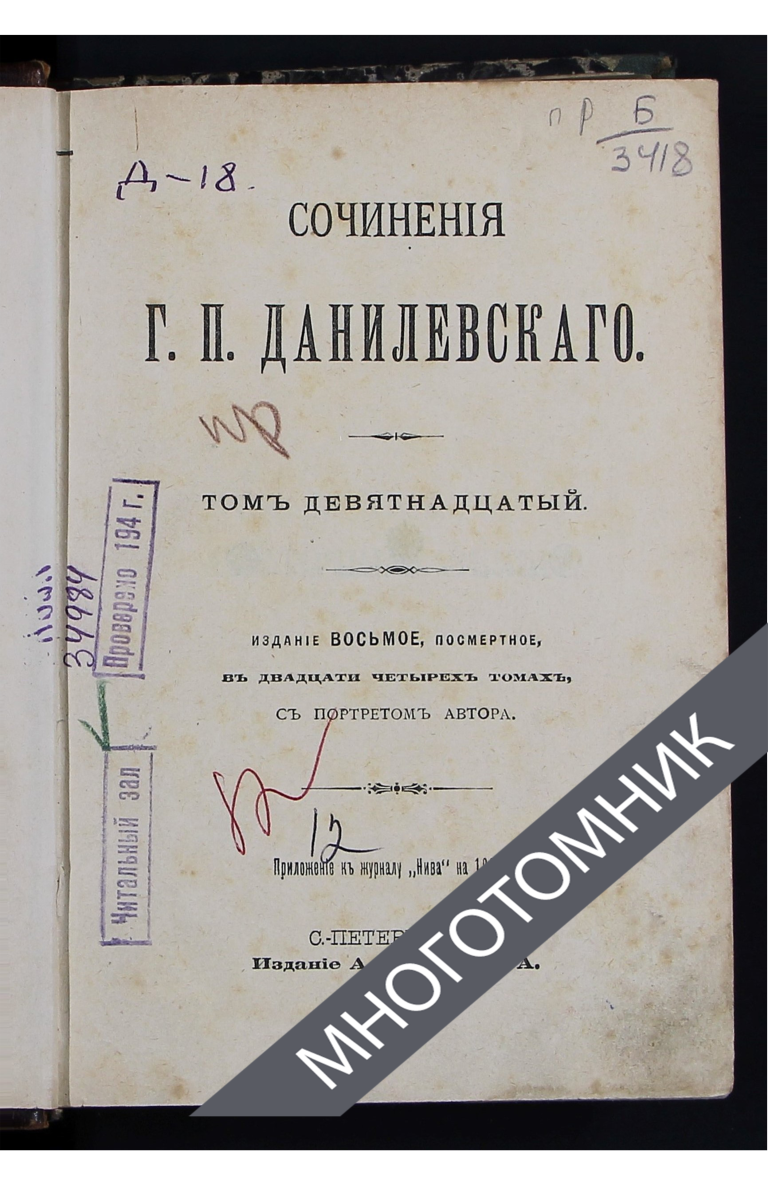 п р Б
3418
Д-18.
СОЧИНЕНІЯ
Г. П. ДАНИЛЕВСКАГО.
пр
ТОМЪ ДЕВЯТНАДЦАТЫЙ.
ИЗДАНІЕ ВОСЬМОЕ, ПОСМЕРТНОЕ,
ВЪ ДВАДЦАТИ ЧЕТЫРЕХЪ ТОМАХЪ,
СЪ ПОРТРЕТОМЪ АВТОРА.
12
Приложеніе къ журналу „Нива“ на
С.-ПЕТЕР
Изданіе А
А.
34984
Проверено 194 г.
Читальный зал
МНОГОТОМНИК